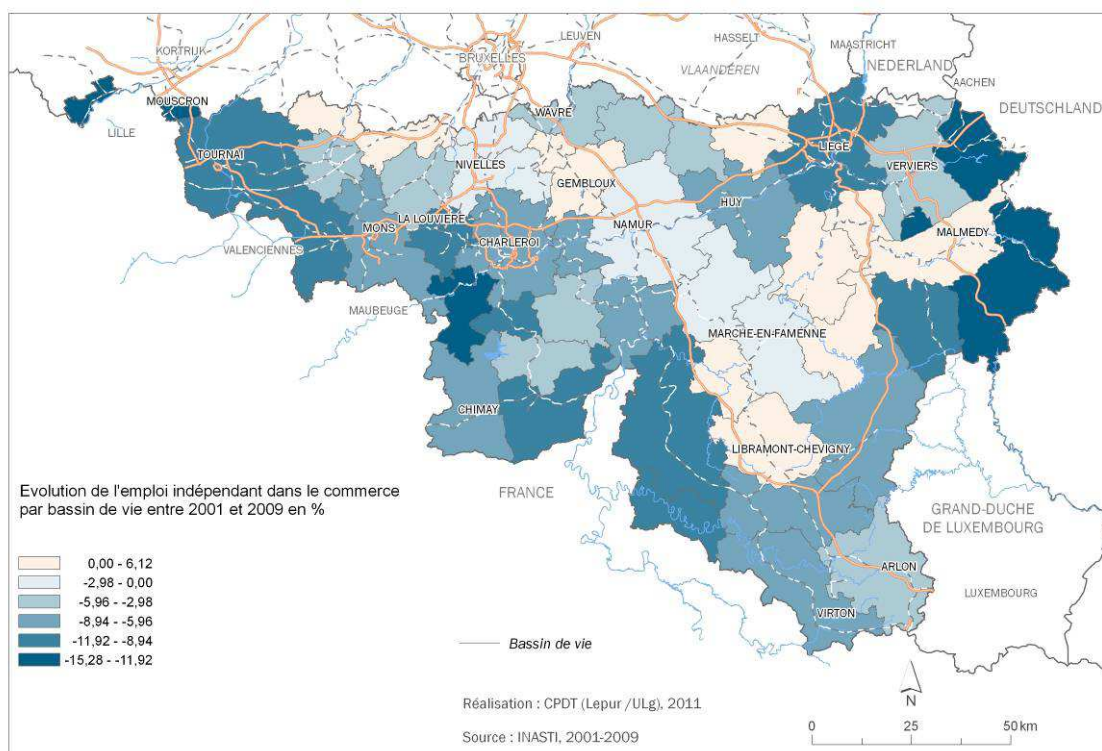 KORTRIJK
LEUVEN
HASSELT
MAASTRICHT
BRUXELLES
VLAANDEREN
NEDERLAND
AACHEN
DEUTSCHLAND
MOUSCRON
LILLE
WAVRE
TOURNAI
LIEGE
NIVELLES
VERVIERS
GEMBLOUX
HUY
LA LOUVIERE
NAMUR
MONS
CHARLEROI
MALMEDY
VALENCIENNES
MAUBEUGE
MARCHE-EN-FAMENNE
CHIMAY
LIBRAMONT-CHEVIGNY
FRANCE
GRAND-DUCHE
DE LUXEMBOURG
ARLON
LUXEMBOURG
VIRTON
Evolution de l'emploi indépendant dans le commerce
par bassin de vie entre 2001 et 2009 en %
0,00 - 6,12
-2,98 - 0,00
-5,96 - -2,98
-8,94 - -5,96
-11,92 - -8,94
-15,28 - -11,92
Bassin de vie
Réalisation : CPDT (Lepur /ULg), 2011
Source : INASTI, 2001-2009
N
0 25 50 km